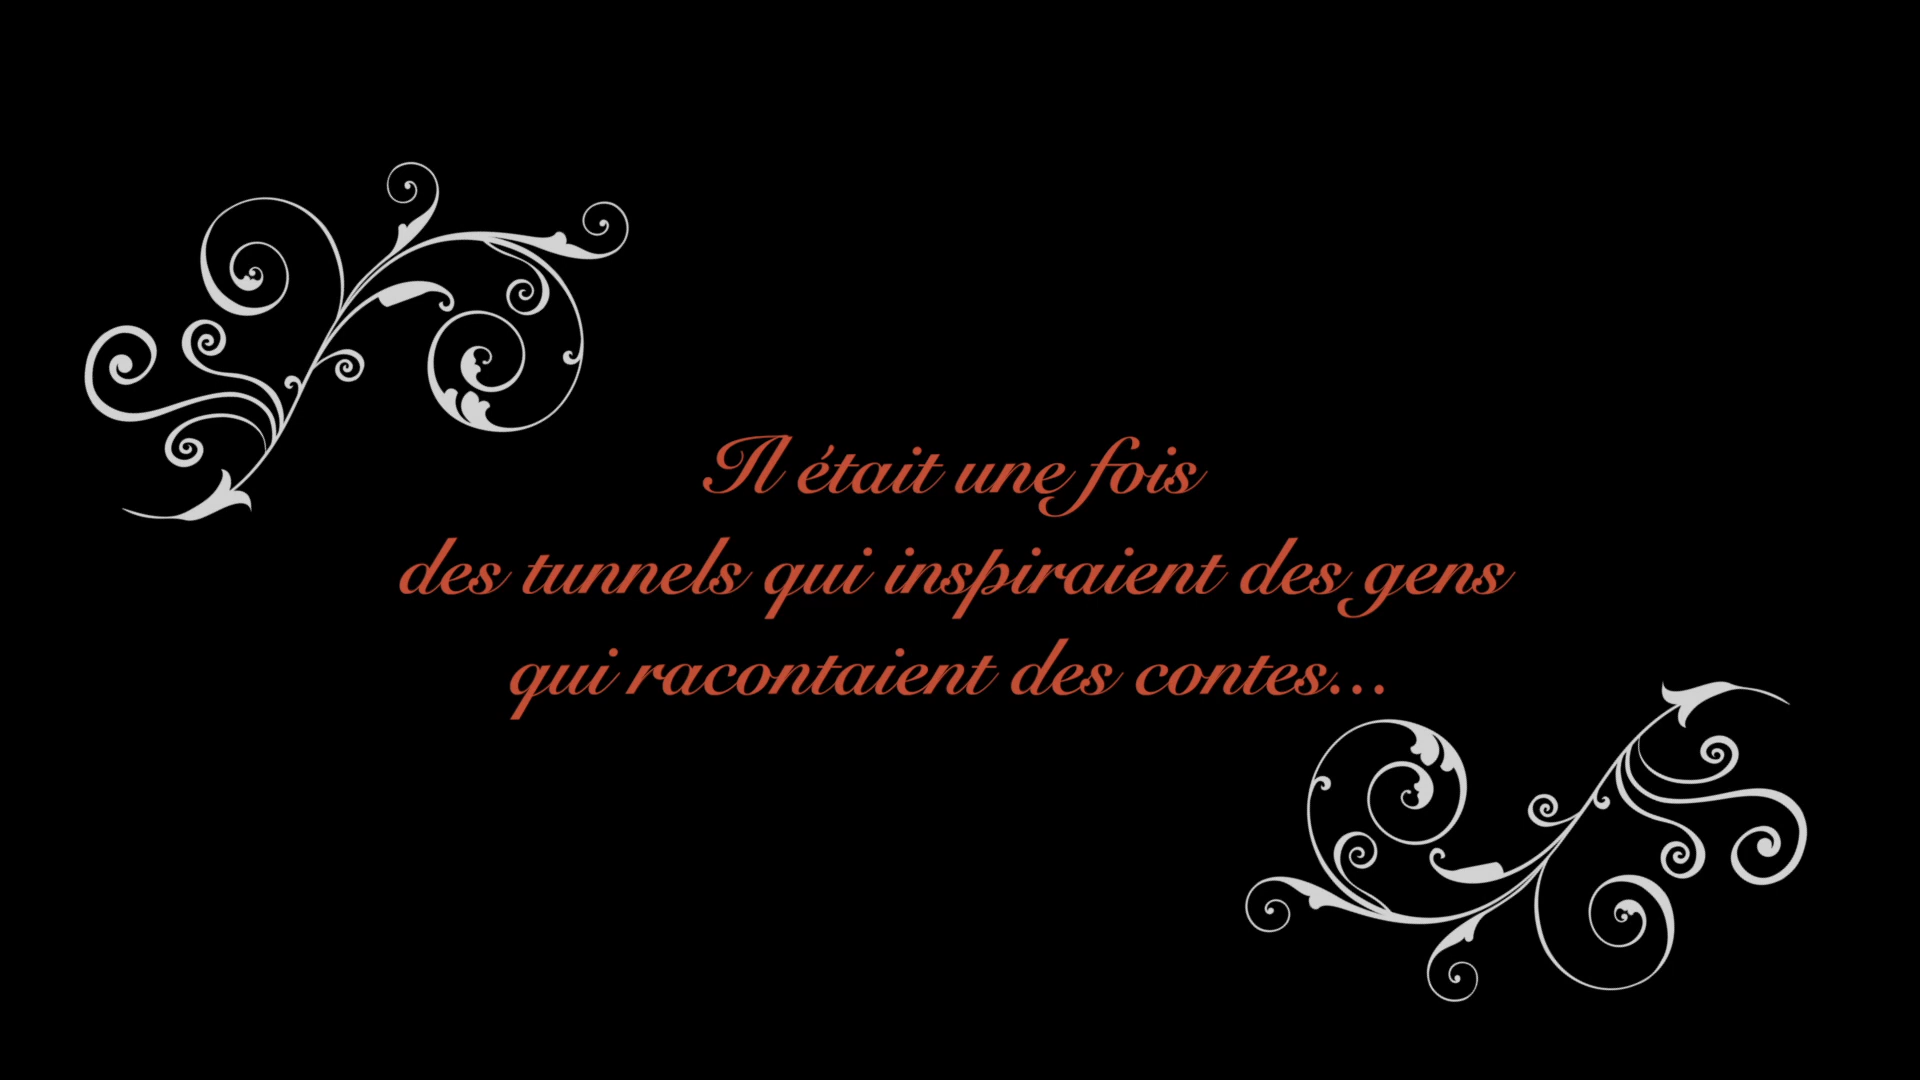 Il était une fois
des tunnels qui inspiraient des gens
qui racontaient des contes...